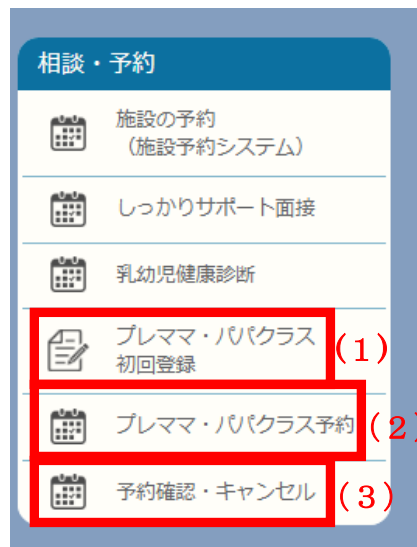 相談・予約
施設の予約
（施設予約システム）
しっかりサポート面接
乳幼児健康診断
プレママ・パパクラス
初回登録
(1)
プレママ・パパクラス予約
(2)
予約確認・キャンセル
(3)